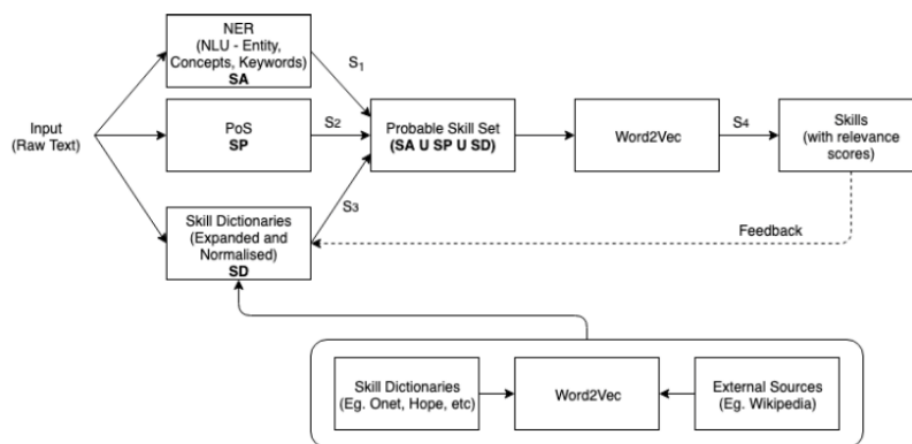 NER
(NLU - Entity,
Concepts, Keywords)
SA
S1
Input
(Raw Text)
PoS
SP
S2
Probable Skill Set
(SA U SP U SD)
Word2Vec
S4
Skills
(with relevance
scores)
S3
Skill Dictionaries
(Expanded and
Normalised)
SD
Feedback
Skill Dictionaries
(Eg. Onet, Hope, etc)
Word2Vec
External Sources
(Eg. Wikipedia)